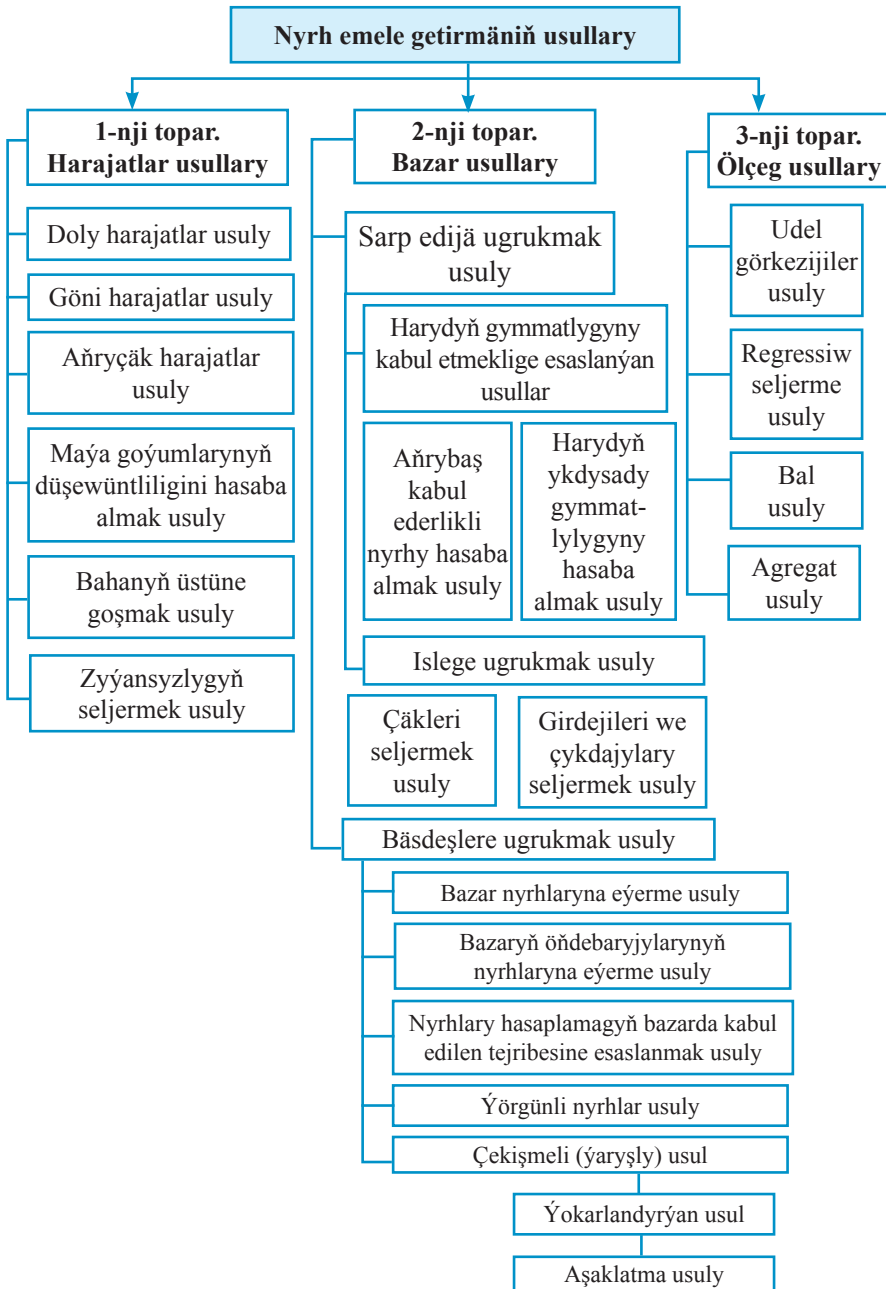 Nyrh emele getirmäniň usullary
1-nji topar.
Harajatlar usullary
Doly harajatlar usuly
Göni harajatlar usuly
Aňryçäk harajatlar
usuly
Maýa goýumlarynyň
düşewüntliligini hasaba
almak usuly
Bahanyň üstüne
goşmak usuly
Zyýansyzlygyň
seljermek usuly
2-nji topar.
Bazar usullary
Sarp edijä ugrukmak
usuly
Harydyň gymmatlygyny
kabul etmeklige esaslanýan
usullar
Aňrybaş
kabul
ederlikli
nyrhy hasaba
almak usuly
Harydyň
ykdysady
gymmat-
lylygyny
hasaba
almak usuly
Islege ugrukmak usuly
Çäkleri
seljermek
usuly
Girdejileri we
çykdajylary
seljermek usuly
Bäsdeşlere ugrukmak usuly
Bazar nyrhlaryna eýerme usuly
Bazaryň öňdebaryjylarynyň
nyrhlaryna eýerme usuly
Nyrhlary hasaplamagyň bazarda kabul
edilen tejribesine esaslanmak usuly
Ýörgünli nyrhlar usuly
Çekişmeli (ýaryşly) usul
Ýokarlandyrýan usul
Aşaklatma usuly
3-nji topar.
Ölçeg usullary
Udel
görkezijiler
usuly
Regressiw
seljerme
usuly
Bal
usuly
Agregat
usuly